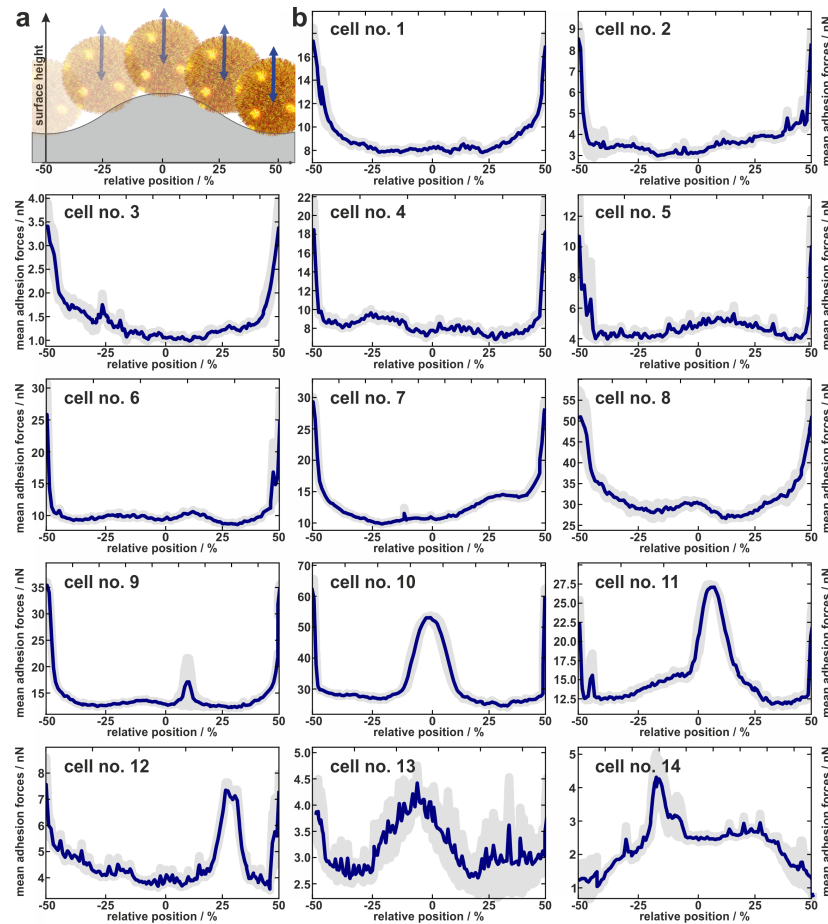 a
surface height
-50 -25 0 25 50
relative position / %
b
cell no. 1
18
16
14
12
10
8
-50 -25 0 25 50
mean adhesion forces / nN
cell no. 2
9
8
7
6
5
4
3
-50 -25 0 25 50
mean adhesion forces / nN
cell no. 3
4.0
3.5
3.0
2.5
2.0
1.5
1.0
-50 -25 0 25 50
relative position / %
mean adhesion forces / nN
cell no. 4
22
20
18
16
14
12
10
8
-50 -25 0 25 50
relative position / %
cell no. 5
12
10
8
6
4
-50 -25 0 25 50
relative position / %
mean adhesion forces / nN
cell no. 6
30
25
20
15
10
-50 -25 0 25 50
relative position / %
mean adhesion forces / nN
cell no. 7
30
25
20
15
10
-50 -25 0 25 50
relative position / %
cell no. 8
55
50
45
40
35
30
25
-50 -25 0 25 50
relative position / %
mean adhesion forces / nN
cell no. 9
35
30
25
20
15
-50 -25 0 25 50
relative position / %
mean adhesion forces / nN
cell no. 10
70
60
50
40
30
-50 -25 0 25 50
relative position / %
cell no. 11
27.5
25.0
22.5
20.0
17.5
15.0
12.5
-50 -25 0 25 50
relative position / %
mean adhesion forces / nN
cell no. 12
8
7
6
5
4
-50 -25 0 25 50
relative position / %
mean adhesion forces / nN
cell no. 13
5.0
4.5
4.0
3.5
3.0
2.5
-50 -25 0 25 50
relative position / %
cell no. 14
5
4
3
2
1
-50 -25 0 25 50
relative position / %
mean adhesion forces / nN